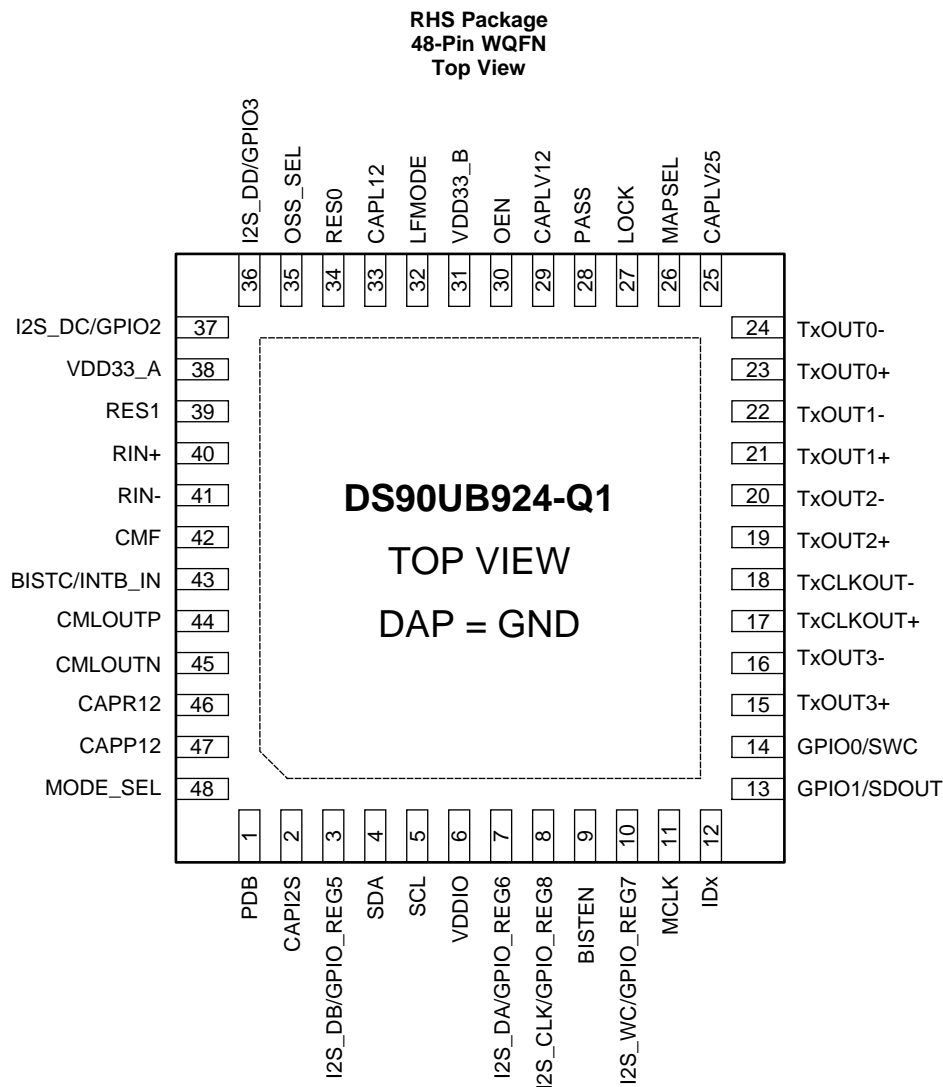 RHS Package
48-Pin WQFN
Top View
I2S_DD/GPIO3
OSS_SEL
RES0
CAPL12
LFMODE
VDD33_B
OEN
CAPLV12
PASS
LOCK
MAPSEL
CAPLV25
36
35
34
33
32
31
30
29
28
27
26
25
I2S_DC/GPIO2 37
VDD33_A 38
RES1 39
RIN+ 40
RIN- 41
CMF 42
BISTC/INTB_IN 43
CMLOUTP 44
CMLOUTN 45
CAPR12 46
CAPP12 47
MODE_SEL 48
DS90UB924-Q1
TOP VIEW
DAP = GND
24 TxOUT0-
23 TxOUT0+
22 TxOUT1-
21 TxOUT1+
20 TxOUT2-
19 TxOUT2+
18 TxCLKOUT-
17 TxCLKOUT+
16 TxOUT3-
15 TxOUT3+
14 GPIO0/SWC
13 GPIO1/SDOUT
1
2
3
4
5
6
7
8
9
10
11
12
PDB
CAPI2S
I2S_DB/GPIO_REG5
SDA
SCL
VDDIO
I2S_DA/GPIO_REG6
I2S_CLK/GPIO_REG8
BISTEN
I2S_WC/GPIO_REG7
MCLK
IDx